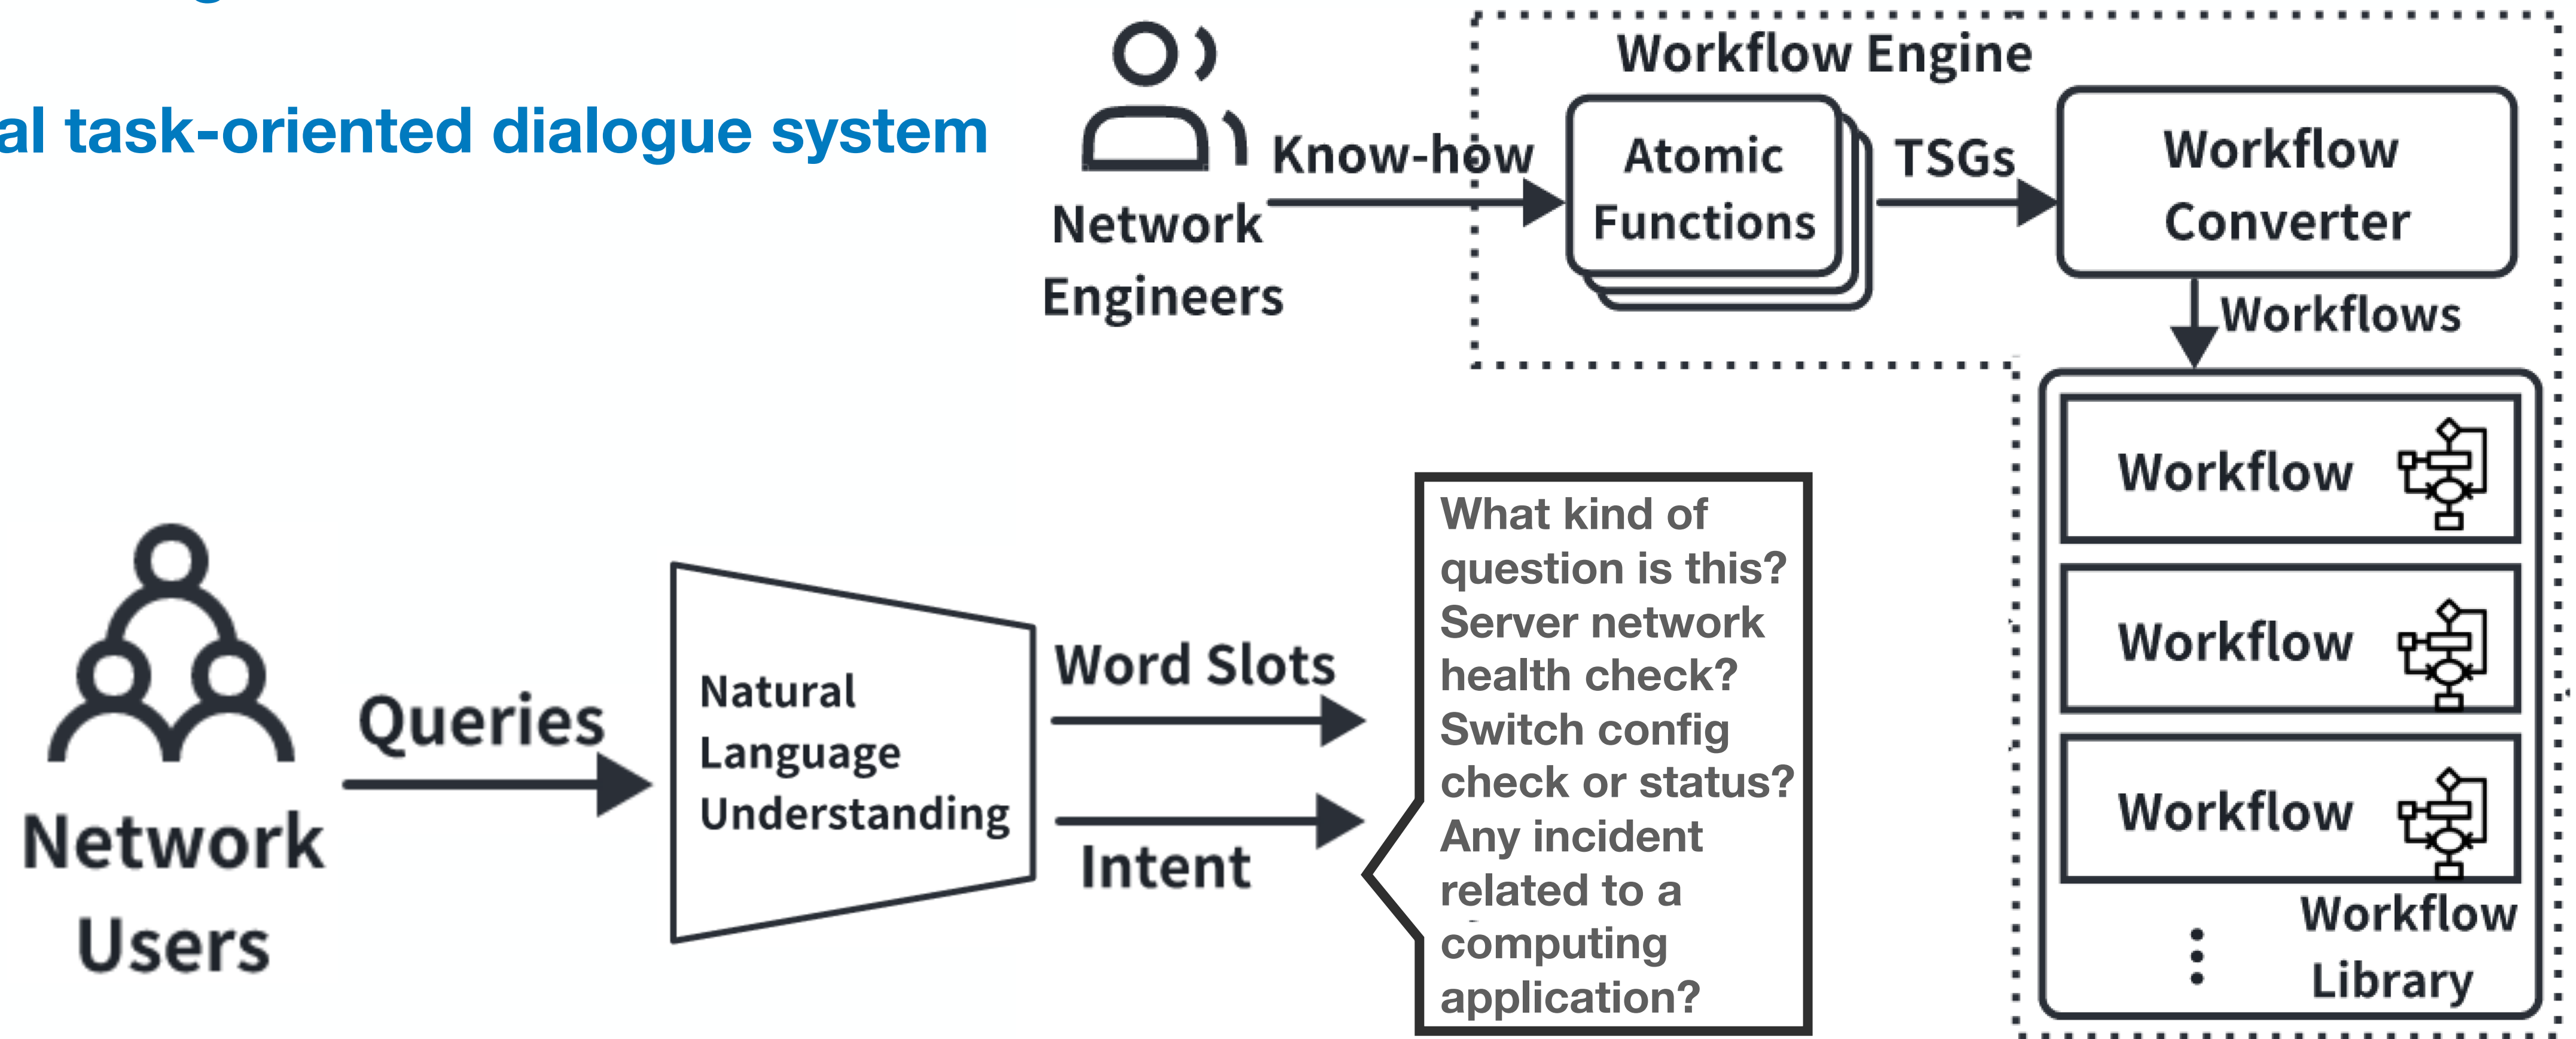 al task-oriented dialogue system
Workflow Engine
Know-how
Network
Engineers
Atomic
Functions
TSGs
Workflow
Converter
Workflows
Workflow
Workflow
Workflow
Workflow
Library
Network
Users
Queries
Natural
Language
Understanding
Word Slots
Intent
What kind of
question is this?
Server network
health check?
Switch config
check or status?
Any incident
related to a
computing
application?